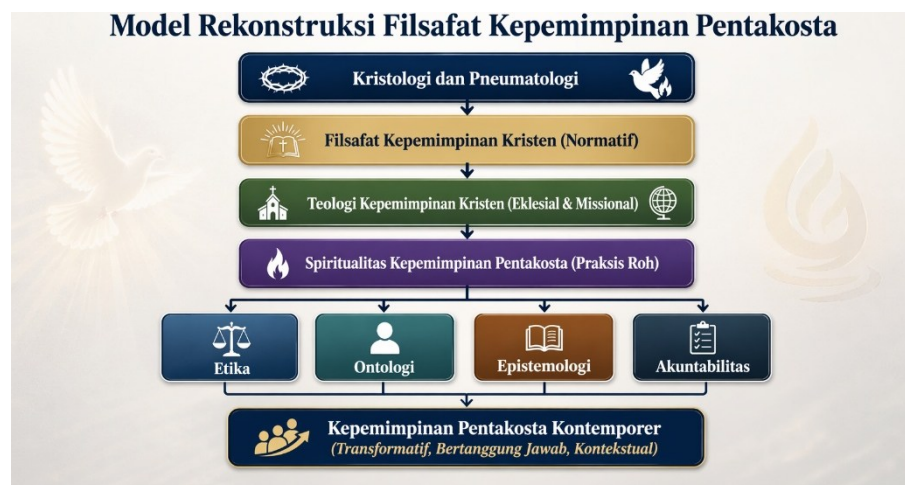 Model Rekonstruksi Filsafat Kepemimpinan Pentakosta
Kristologi dan Pneumatologi
Filsafat Kepemimpinan Kristen (Normatif)
Teologi Kepemimpinan Kristen (Eklesial & Missional)
Spiritualitas Kepemimpinan Pentakosta (Praksis Roh)
Etika
Ontologi
Epistemologi
Akuntabilitas
Kepemimpinan Pentakosta Kontemporer
(Transformatif, Bertanggung Jawab, Kontekstual)